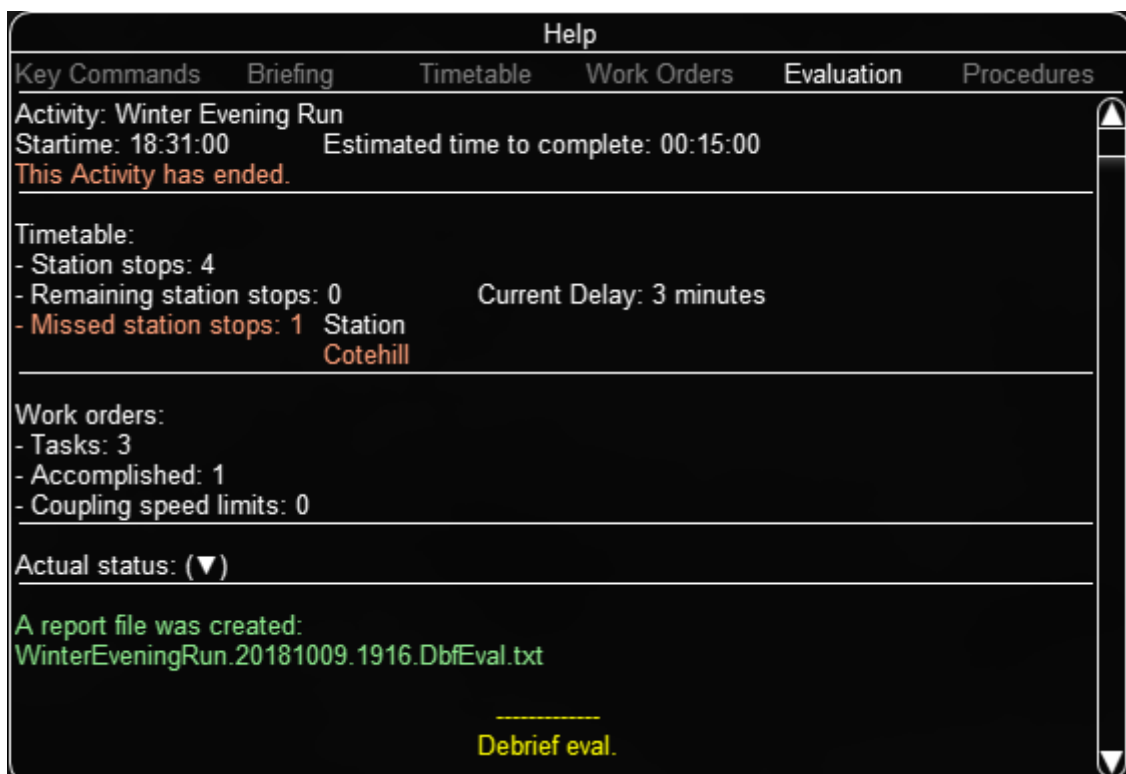 Help
Key Commands Briefing Timetable Work Orders Evaluation Procedures
Activity: Winter Evening Run
Startime: 18:31:00 Estimated time to complete: 00:15:00
This Activity has ended.
Timetable:
- Station stops: 4
- Remaining station stops: 0 Current Delay: 3 minutes
- Missed station stops: 1 Station
Cotehill
Work orders:
- Tasks: 3
- Accomplished: 1
- Coupling speed limits: 0
Actual status: (▼)
A report file was created:
WinterEveningRun.20181009.1916.DbfEval.txt
-------------
Debrief eval.